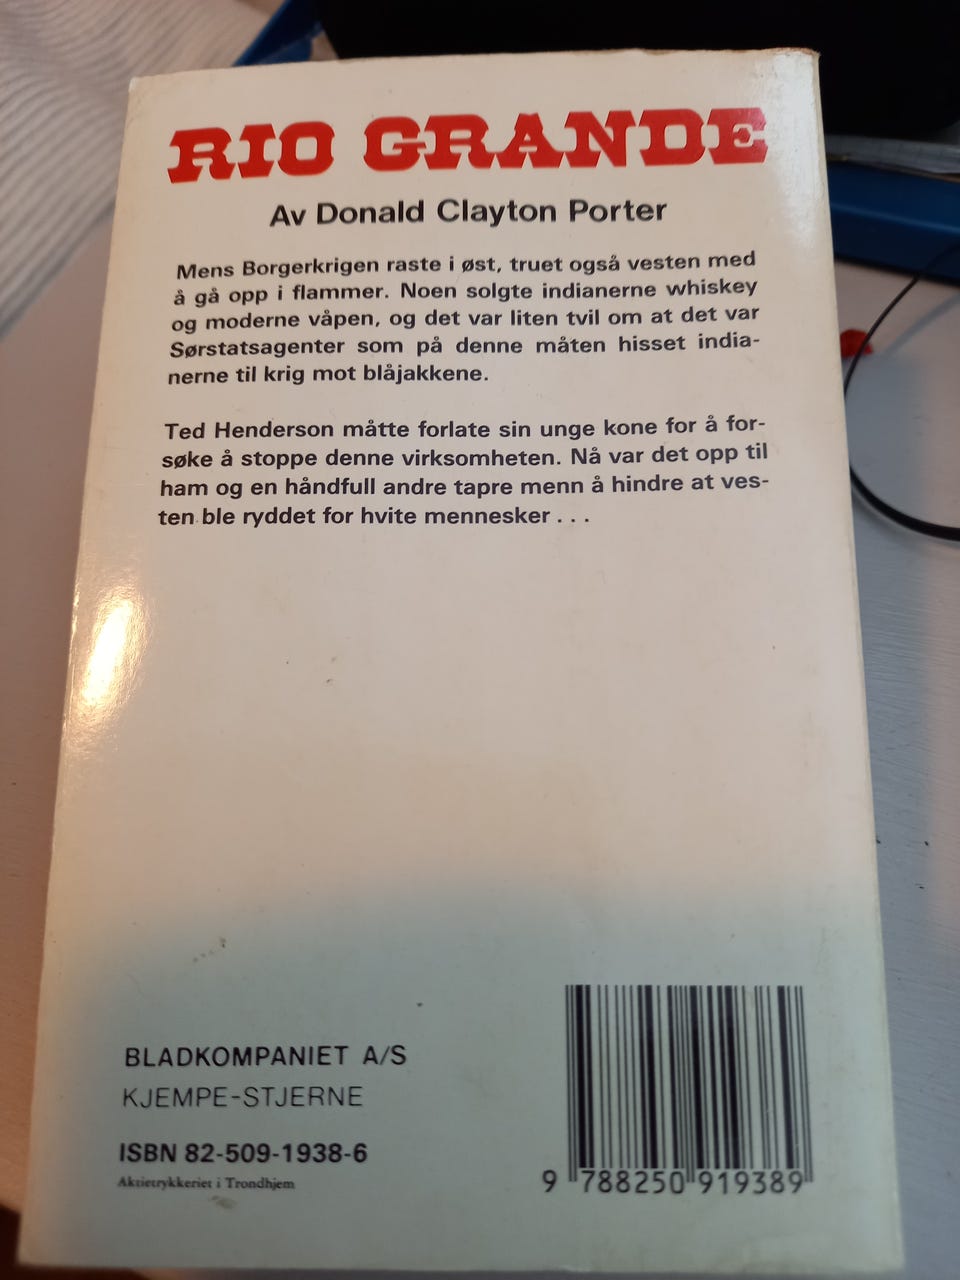 RIO GRANDE
Av Donald Clayton Porter
Mens Borgerkrigen raste i øst, truet også vesten med
å gå opp i flammer. Noen solgte indianerne whiskey
og moderne våpen, og det var liten tvil om at det var
Sørstatsagenter som på denne måten hisset india-
nerne til krig mot blåjakkene.
Ted Henderson måtte forlate sin unge kone for å for-
søke å stoppe denne virksomheten. Nå var det opp til
ham og en håndfull andre tapre menn å hindre at ves-
ten ble ryddet for hvite mennesker . . .
BLADKOMPANIET A/S
KJEMPE-STJERNE
ISBN 82-509-1938-6
Aktietrykkeriet i Trondhjem
9 788250 919389